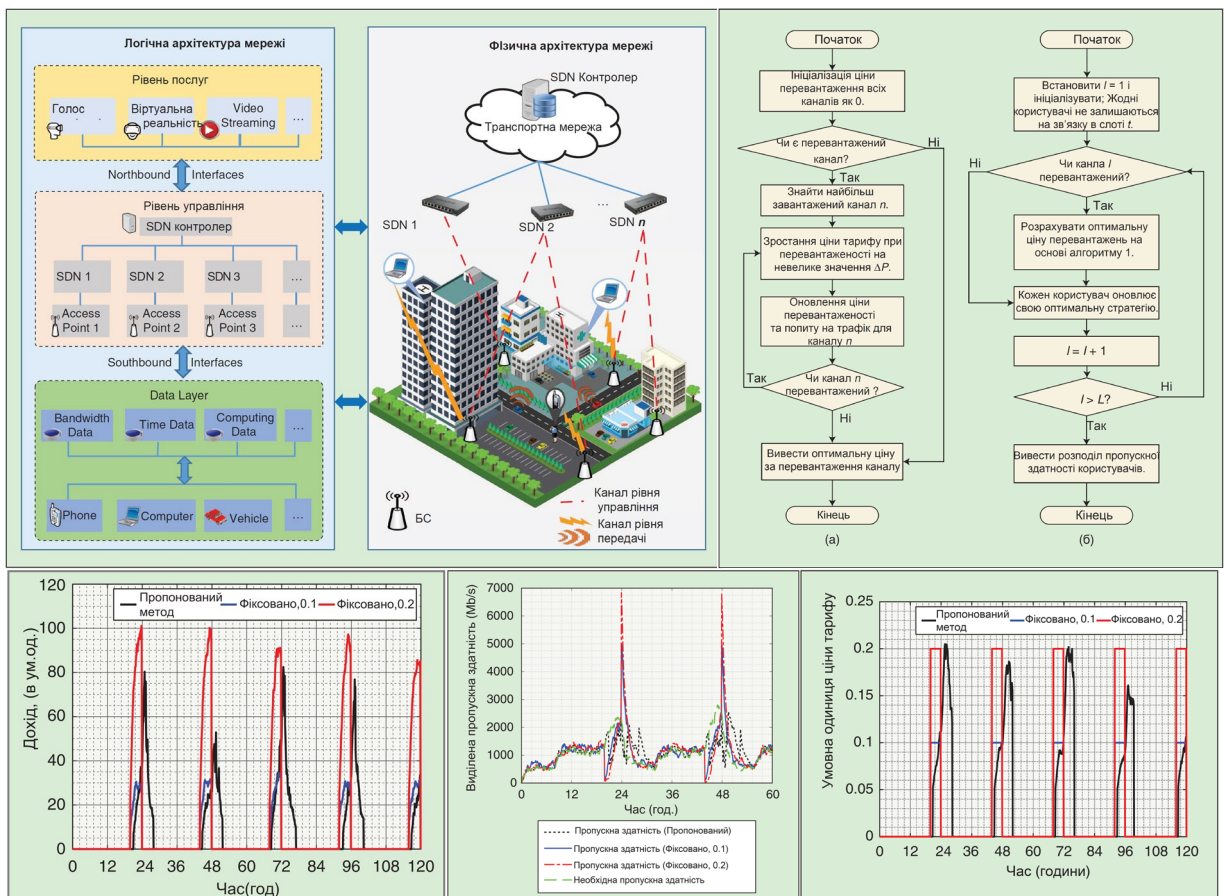 Логічна архітектура мережі
Рівень послуг
Голос
Віртуальна
реальність
Video
Streaming
...
Northbound Interfaces
Рівень управління
SDN контролер
SDN 1
SDN 2
SDN 3
...
Access
Point 1
Access
Point 2
Access
Point 3
...
Southbound Interfaces
Data Layer
Bandwidth
Data
Time Data
Computing
Data
...
Phone
Computer
Vehicle
...
Фізична архітектура мережі
SDN Контролер
Транспортна мережа
...
SDN 1
SDN 2
SDN n
H
H
БС
Канал рівня
управління
Канал рівня
передачі
Початок
Ініціалізація ціни
перевантаження всіх
каналів як 0.
Чи є перевантажений
канал?
Ні
Так
Знайти найбільш
завантажений канал n.
Зростання ціни тарифу при
перевантаженості на
невелике значення ΔP.
Оновлення ціни
перевантаженості
та попиту на трафік для
каналу n
Так
Чи канал n
перевантажений ?
Ні
Вивести оптимальну ціну
за перевантаження каналу
Кінець
(а)
Початок
Встановити l = 1 і
ініціалізувати; Жодні
користувачі не залишаються
на зв'язку в слоті t.
Ні
Чи канла l
перевантажений?
Так
Розрахувати оптимальну
ціну перевантажень на
основі алгоритму 1.
Кожен користувач оновлює
свою оптимальну стратегію.
l = l + 1
Ні
l > L?
Так
Вивести розподіл пропускної
здатності користувачів.
Кінець
(б)
Дохід, (в ум.од.)
120
100
80
60
40
20
0
Пропонований
метод
Фіксовано,0.1
Фіксовано,0.2
0 12 24 36 48 60 72 84 96 108 120
Час(год)
Виділена пропускна здатність (Mb/s)
7000
6000
5000
4000
3000
2000
1000
0
0 12 24 36 48 60
Час (год.)
Пропускна здатність (Пропонований)
Пропускна здатність (Фіксовано, 0.1)
Пропускна здатність (Фіксовано, 0.2)
Необхідна пропускна здатність
Умовна одиниця ціни тарифу
0.25
0.2
0.15
0.1
0.05
0
Пропонований
метод
Фіксовано, 0.1
Фіксовано, 0.2
0 12 24 36 48 60 72 84 96 108 120
Час (години)